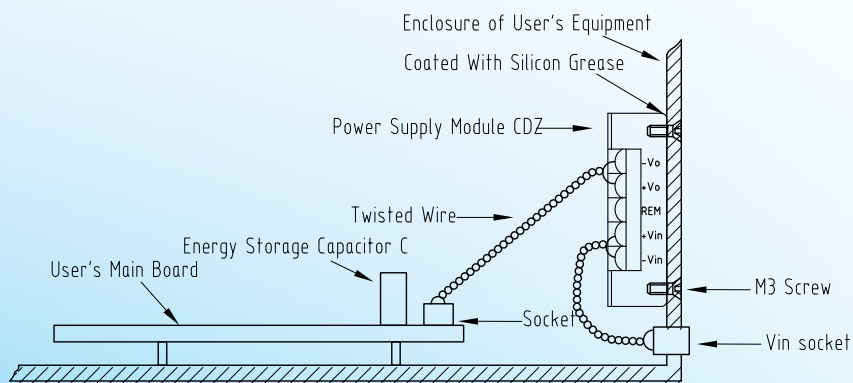 Enclosure of User's Equipment
Coated With Silicon Grease
Power Supply Module CDZ
-Vo
+Vo
REM
+Vin
-Vin
Twisted Wire
Energy Storage Capacitor C
User's Main Board
M3 Screw
Socket
Vin socket